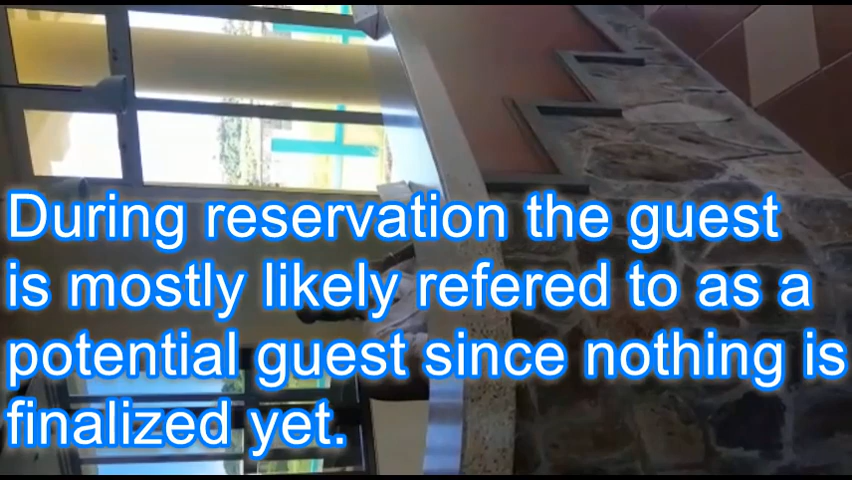 During reservation the guest
is mostly likely refered to as a
potential guest since nothing is
finalized yet.